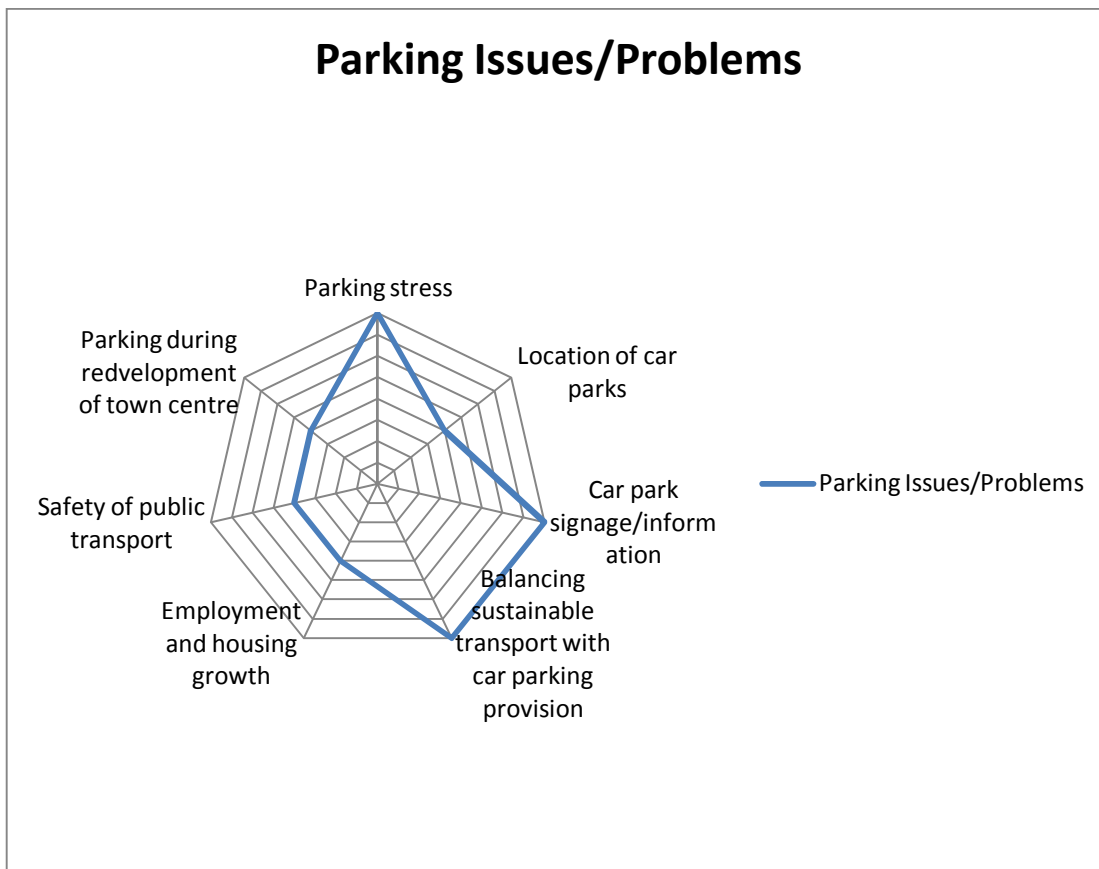 Parking Issues/Problems
Parking stress
Location of car
parks
Car park
signage/inform
ation
Balancing
sustainable
transport with
car parking
provision
Employment
and housing
growth
Safety of public
transport
Parking during
redvelopment
of town centre
Parking Issues/Problems